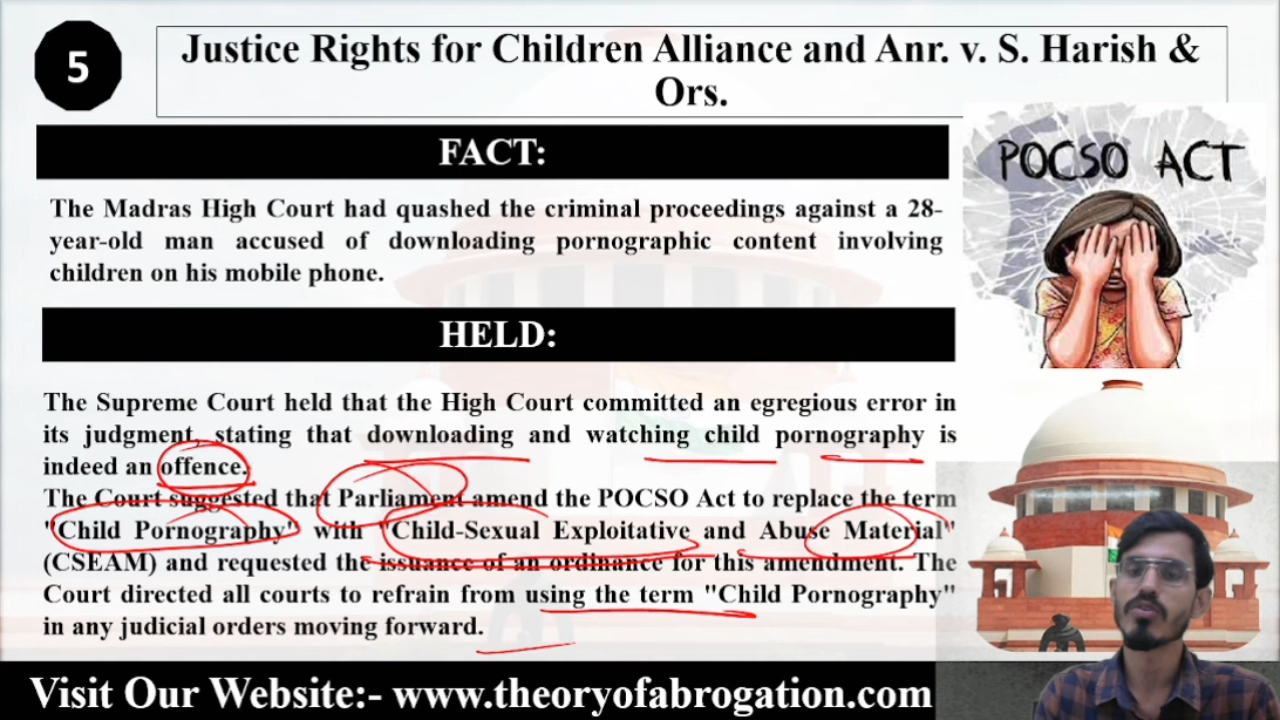 5
Justice Rights for Children Alliance and Anr. v. S. Harish &
Ors.
FACT:
POCSO ACT
The Madras High Court had quashed the criminal proceedings against a 28-
year-old man accused of downloading pornographic content involving
children on his mobile phone.
HELD:
The Supreme Court held that the High Court committed an egregious error in
its judgment, stating that downloading and watching child pornography is
indeed an offence.
The Court suggested that Parliament amend the POCSO Act to replace the term
"Child Pornography" with "Child-Sexual Exploitative and Abuse Material"
(CSEAM) and requested the issuance of an ordinance for this amendment. The
Court directed all courts to refrain from using the term "Child Pornography"
in any judicial orders moving forward.
Visit Our Website:- www.theoryofabrogation.com